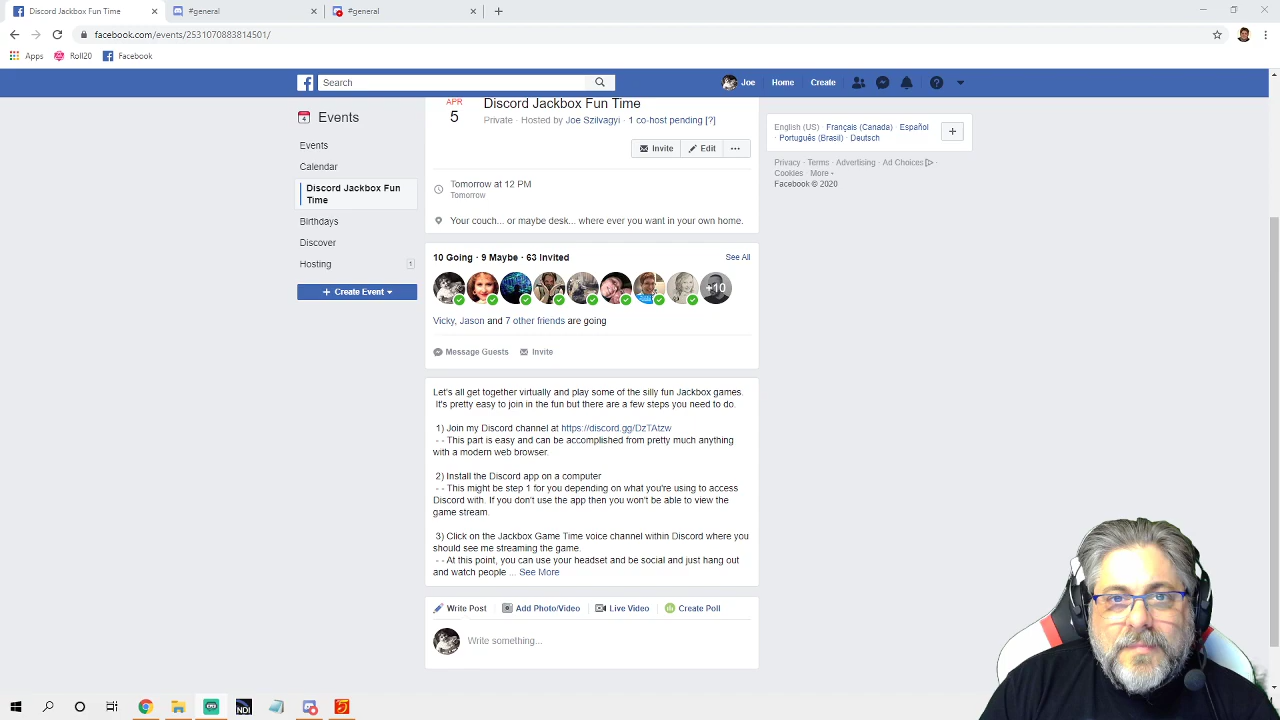 Discord Jackbox Fun Time
#general
#general
facebook.com/events/2531070883814501/
Apps
Roll20
Facebook
Search
Joe
Home
Create
Events
Events
Calendar
Discord Jackbox Fun
Time
Birthdays
Discover
Hosting
1
Create Event
APR
5
Discord Jackbox Fun Time
Private · Hosted by Joe Szilvagyi · 1 co-host pending [?]
Invite
Edit
Tomorrow at 12 PM
Tomorrow
Your couch... or maybe desk... where ever you want in your own home.
10 Going · 9 Maybe · 63 Invited
See All
+10
Vicky, Jason and 7 other friends are going
Message Guests
Invite
Let's all get together virtually and play some of the silly fun Jackbox games.
It's pretty easy to join in the fun but there are a few steps you need to do.
1) Join my Discord channel at https://discord.gg/DzTAtzw
- - This part is easy and can be accomplished from pretty much anything
with a modern web browser.
2) Install the Discord app on a computer
- - This might be step 1 for you depending on what you're using to access
Discord with. If you don't use the app then you won't be able to view the
game stream.
3) Click on the Jackbox Game Time voice channel within Discord where you
should see me streaming the game.
- - At this point, you can use your headset and be social and just hang out
and watch people ... See More
Write Post
Add Photo/Video
Live Video
Create Poll
Write something...
English (US) · Français (Canada) · Español
· Português (Brasil) · Deutsch
Privacy · Terms · Advertising · Ad Choices ·
Cookies · More
Facebook © 2020
NDI